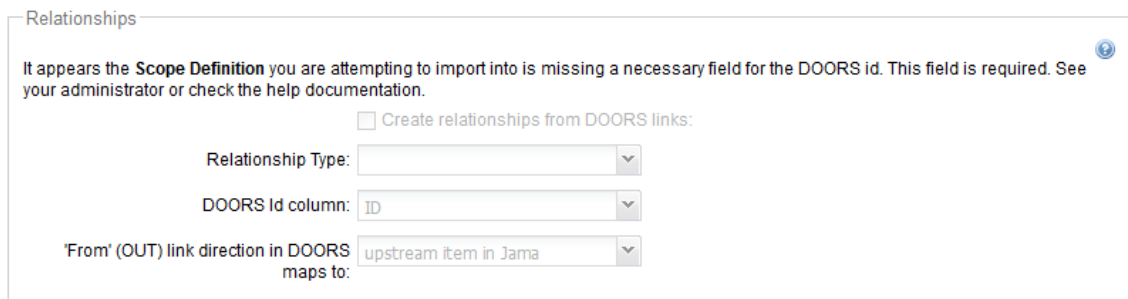 Relationships
It appears the Scope Definition you are attempting to import into is missing a necessary field for the DOORS id. This field is required. See
your administrator or check the help documentation.
Create relationships from DOORS links:
Relationship Type:
DOORS Id column: ID
'From' (OUT) link direction in DOORS upstream item in Jama
maps to: